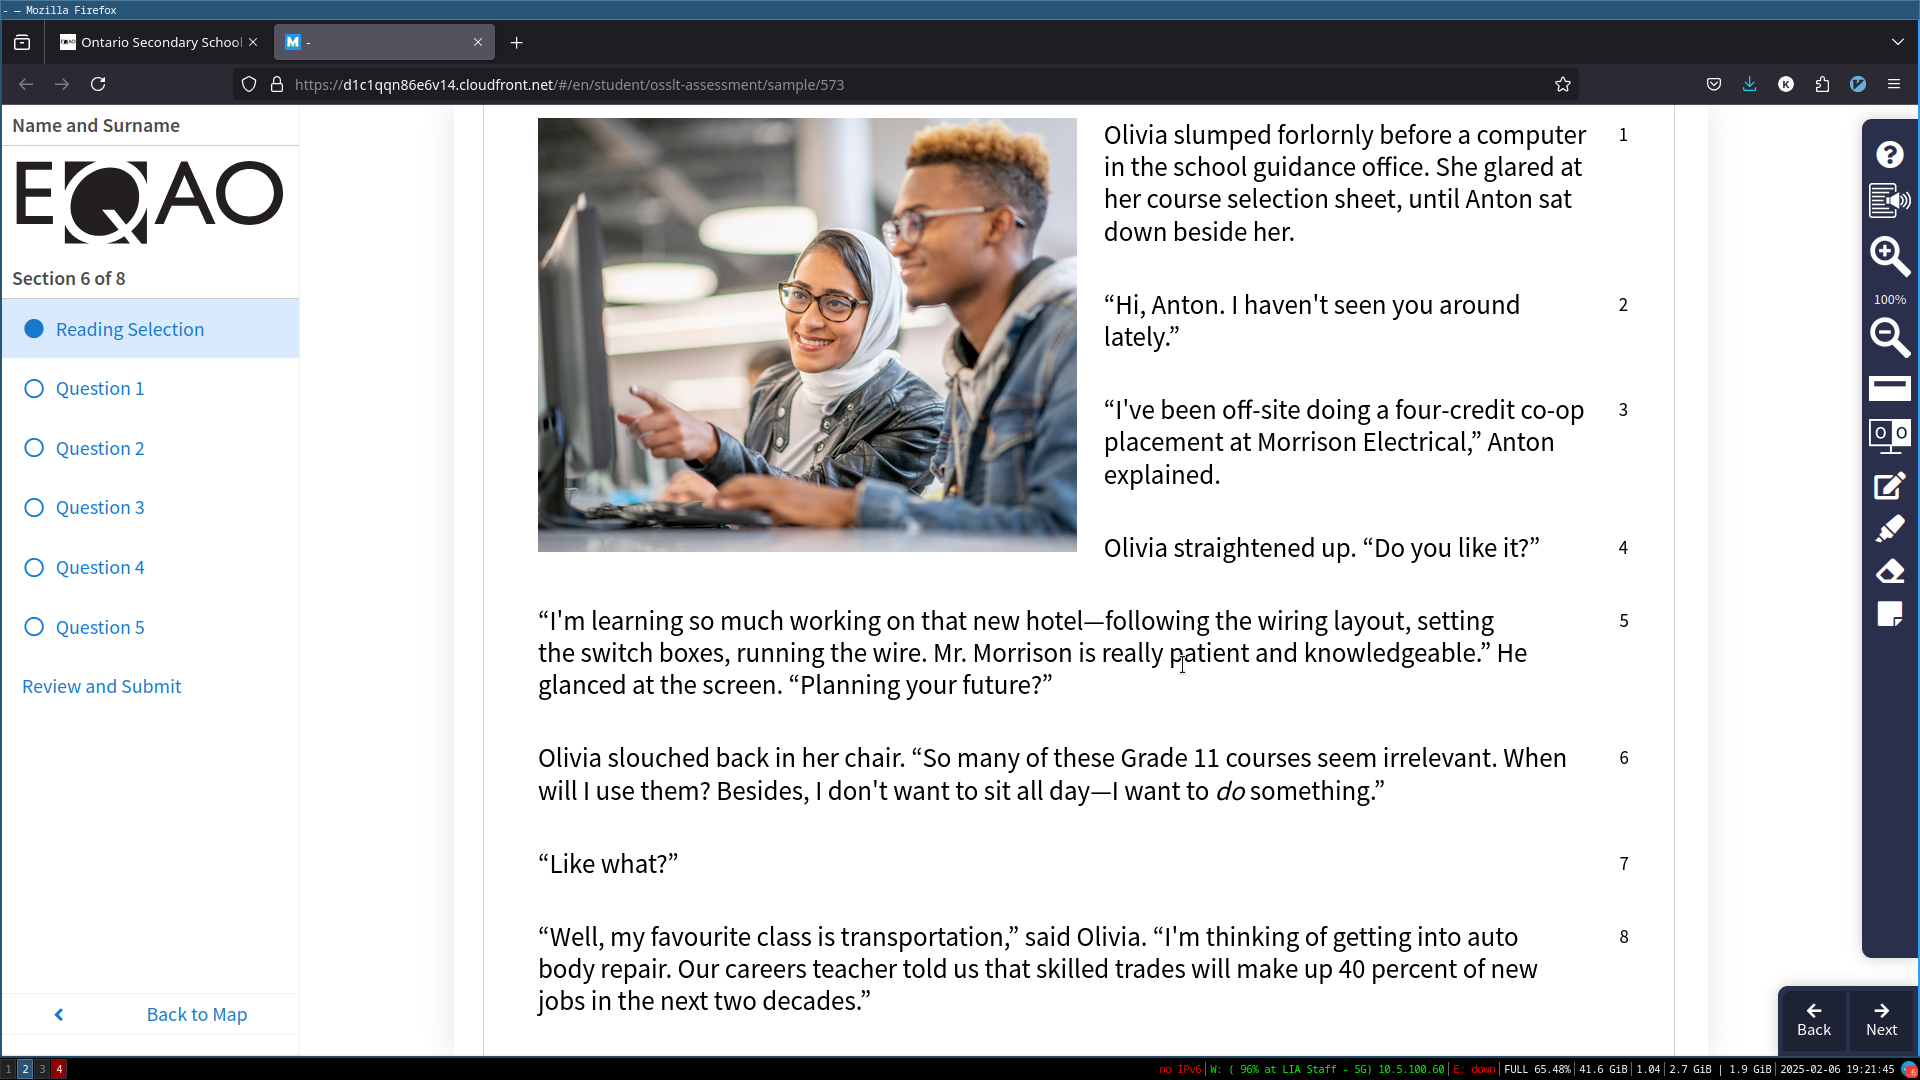 - — Mozilla Firefox
Ontario Secondary School
M -
https://d1c1qqn86e6v14.cloudfront.net/#/en/student/osslt-assessment/sample/573
K
Name and Surname
EQAO
Section 6 of 8
Reading Selection
Question 1
Question 2
Question 3
Question 4
Question 5
Review and Submit
Back to Map
Olivia slumped forlornly before a computer 1
in the school guidance office. She glared at
her course selection sheet, until Anton sat
down beside her.
“Hi, Anton. I haven't seen you around 2
lately.”
“I've been off-site doing a four-credit co-op 3
placement at Morrison Electrical,” Anton
explained.
Olivia straightened up. “Do you like it?” 4
“I'm learning so much working on that new hotel—following the wiring layout, setting 5
the switch boxes, running the wire. Mr. Morrison is really patient and knowledgeable.” He
glanced at the screen. “Planning your future?”
Olivia slouched back in her chair. “So many of these Grade 11 courses seem irrelevant. When 6
will I use them? Besides, I don't want to sit all day—I want to do something.”
“Like what?” 7
“Well, my favourite class is transportation,” said Olivia. “I'm thinking of getting into auto 8
body repair. Our careers teacher told us that skilled trades will make up 40 percent of new
jobs in the next two decades.”
?
100%
O O
Back
Next
1 2 3 4
no IPv6|W: ( 96% at LIA Staff - 5G) 10.5.100.60|E: down|FULL 65.48%|41.6 GiB|1.04|2.7 GiB | 1.9 GiB|2025-02-06 19:21:45